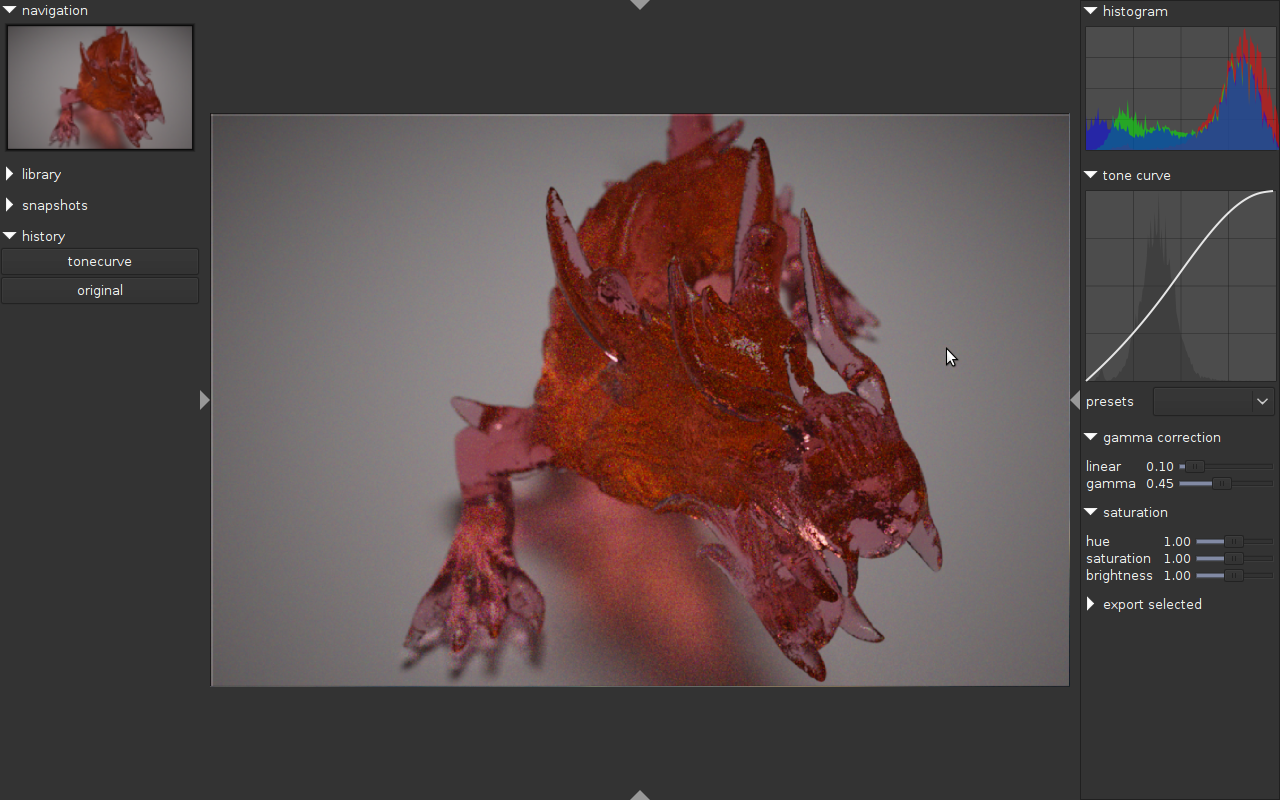 navigation
library
snapshots
history
tonecurve
original
histogram
tone curve
presets
gamma correction
linear 0.10
gamma 0.45
saturation
hue 1.00
saturation 1.00
brightness 1.00
export selected